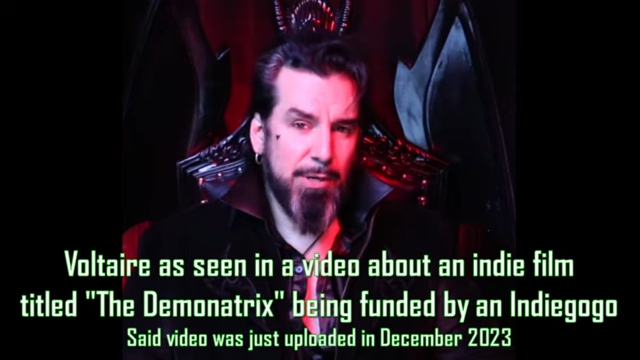 Voltaire as seen in a video about an indie film
titled "The Demonatrix" being funded by an Indiegogo
Said video was just uploaded in December 2023